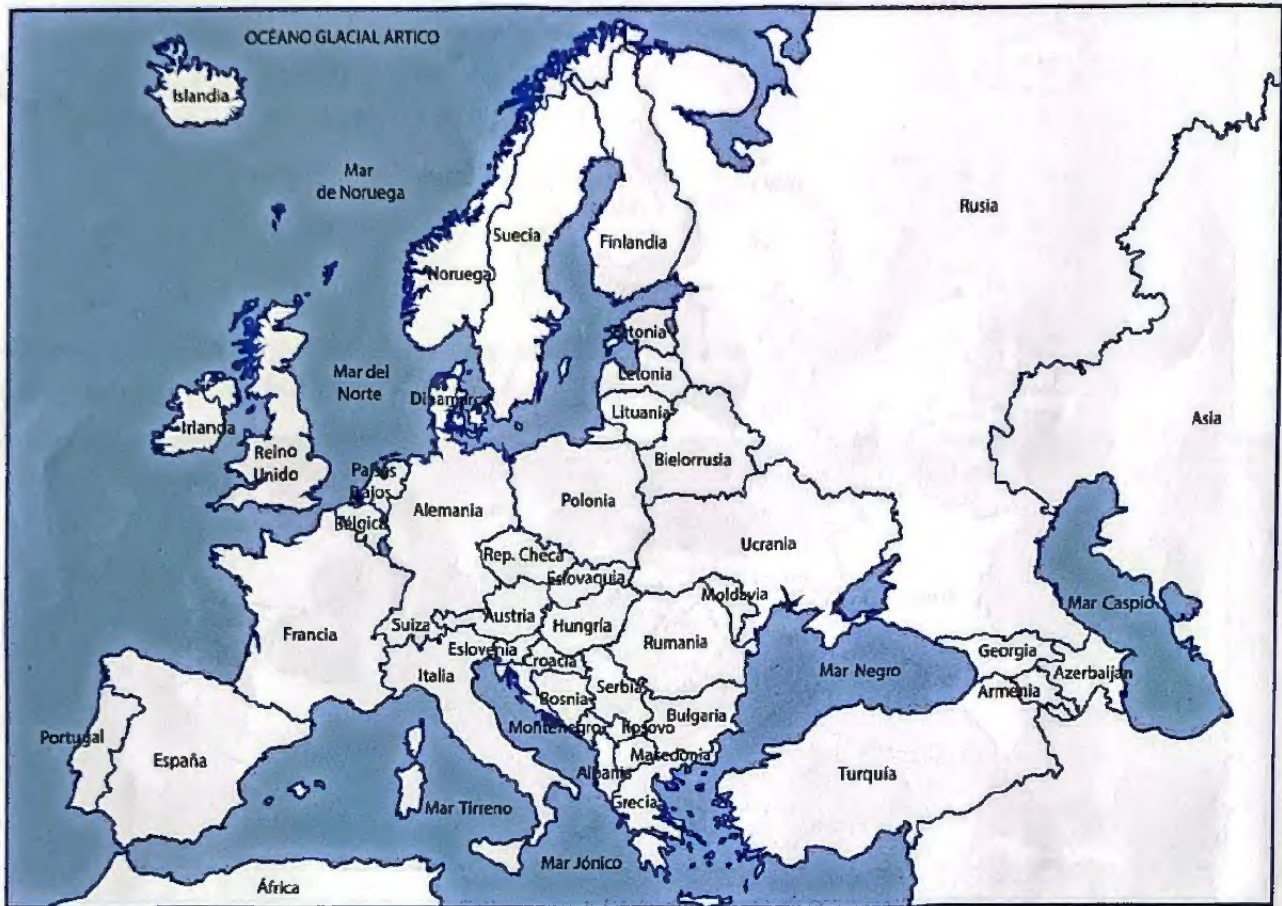 OCÉANO GLACIAL ÁRTICO
Islandia
Mar
de Noruega
Rusia
Suecia
Finlandia
Noruega
Estonia
Mar del
Norte
Letonia
Dinamarca
Lituania
Asia
Irlanda
Reino
Unido
Bielorrusia
Países
Bajos
Polonia
Alemania
Bélgica
Ucrania
Rep. Checa
Eslovaquia
Moldavia
Mar Caspio
Austria
Suiza
Hungría
Francia
Rumania
Eslovenia
Georgia
Croacia
Italia
Mar Negro
Azerbaiján
Serbia
Armenia
Bosnia
Bulgaria
Montenegro
Kosovo
Portugal
Macedonia
España
Albania
Turquía
Grecia
Mar Tirreno
Mar Jónico
África